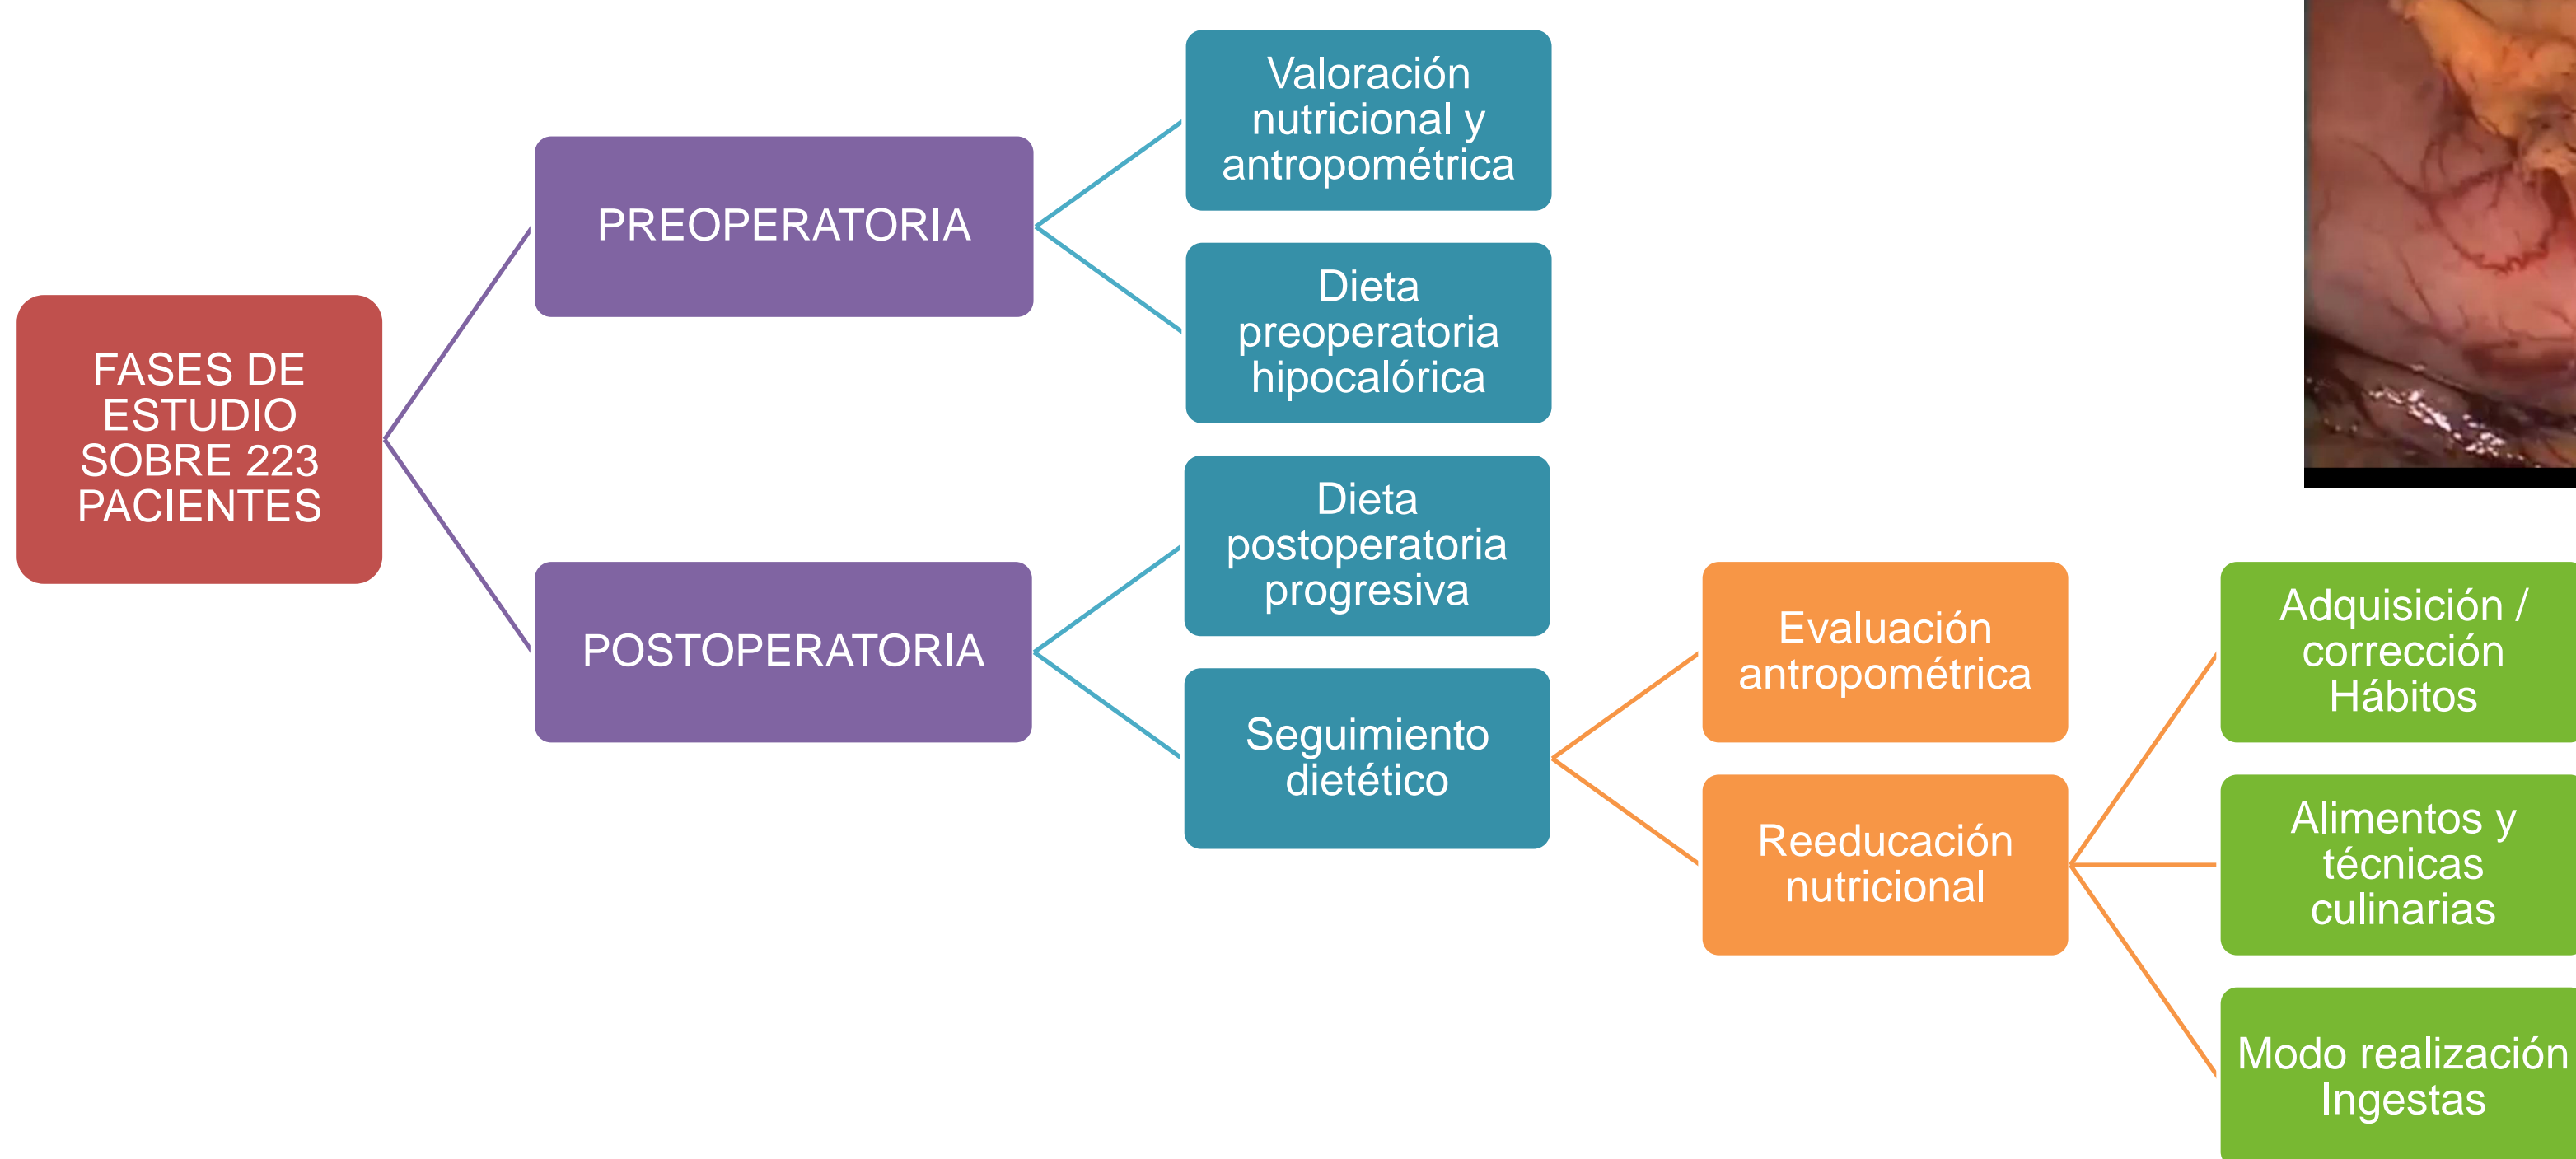 FASES DE
ESTUDIO
SOBRE 223
PACIENTES
PREOPERATORIA
Valoración
nutricional y
antropométrica
Dieta
preoperatoria
hipocalórica
POSTOPERATORIA
Dieta
postoperatoria
progresiva
Seguimiento
dietético
Evaluación
antropométrica
Reeducación
nutricional
Adquisición /
corrección
Hábitos
Alimentos y
técnicas
culinarias
Modo realización
Ingestas